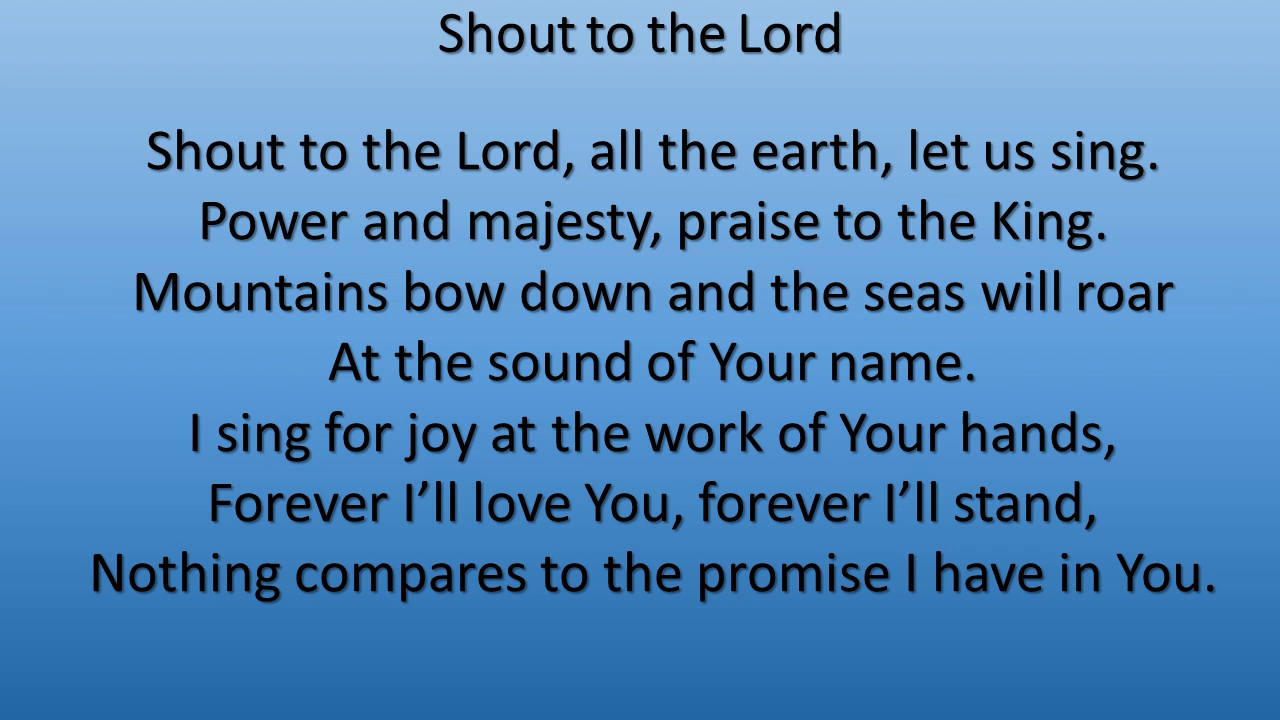 Shout to the Lord
Shout to the Lord, all the earth, let us sing.
Power and majesty, praise to the King.
Mountains bow down and the seas will roar
At the sound of Your name.
I sing for joy at the work of Your hands,
Forever I’ll love You, forever I’ll stand,
Nothing compares to the promise I have in You.